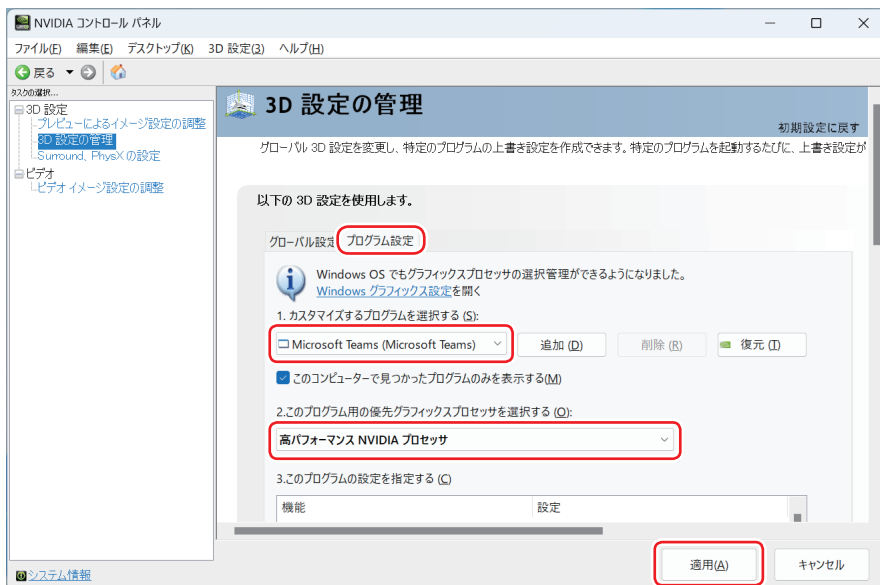 NVIDIA コントロール パネル
ファイル(F) 編集(E) デスクトップ(K) 3D 設定(3) ヘルプ(H)
戻る
タスクの選択...
3D 設定
プレビューによるイメージ設定の調整
3D 設定の管理
Surround、PhysX の設定
ビデオ
ビデオ イメージ設定の調整
システム情報
3D 設定の管理
初期設定に戻す
グローバル 3D 設定を変更し、特定のプログラムの上書き設定を作成できます。特定のプログラムを起動するたびに、上書き設定が
以下の 3D 設定を使用します。
グローバル設定 プログラム設定
Windows OS でもグラフィックスプロセッサの選択管理ができるようになりました。
Windows グラフィックス設定を開く
1. カスタマイズするプログラムを選択する (S):
Microsoft Teams (Microsoft Teams) 追加 (D) 削除 (R) 復元 (T)
このコンピューターで見つかったプログラムのみを表示する(M)
2.このプログラム用の優先グラフィックスプロセッサを選択する (O):
高パフォーマンス NVIDIA プロセッサ
3.このプログラムの設定を指定する (C)
機能 設定
適用(A) キャンセル